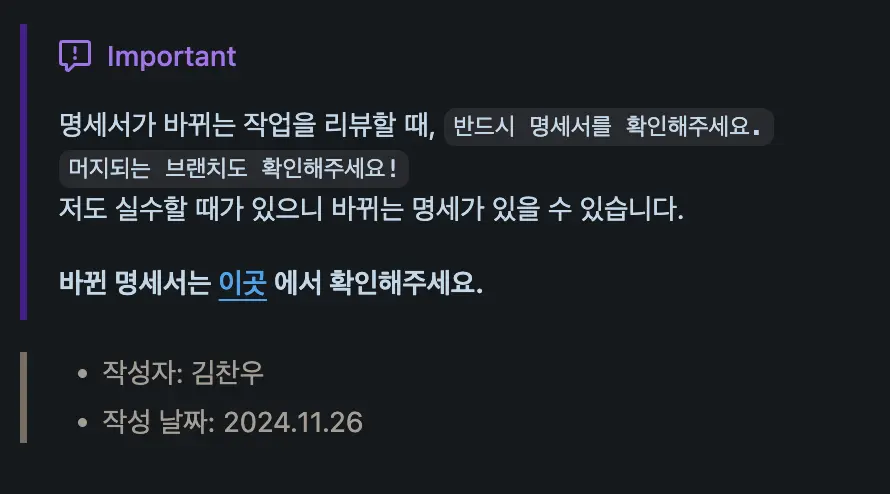 Important
명세서가 바뀌는 작업을 리뷰할 때, 반드시 명세서를 확인해주세요.
머지되는 브랜치도 확인해주세요!
저도 실수할 때가 있으니 바뀌는 명세가 있을 수 있습니다.
바뀐 명세서는 이곳 에서 확인해주세요.
• 작성자: 김찬우
• 작성 날짜: 2024.11.26